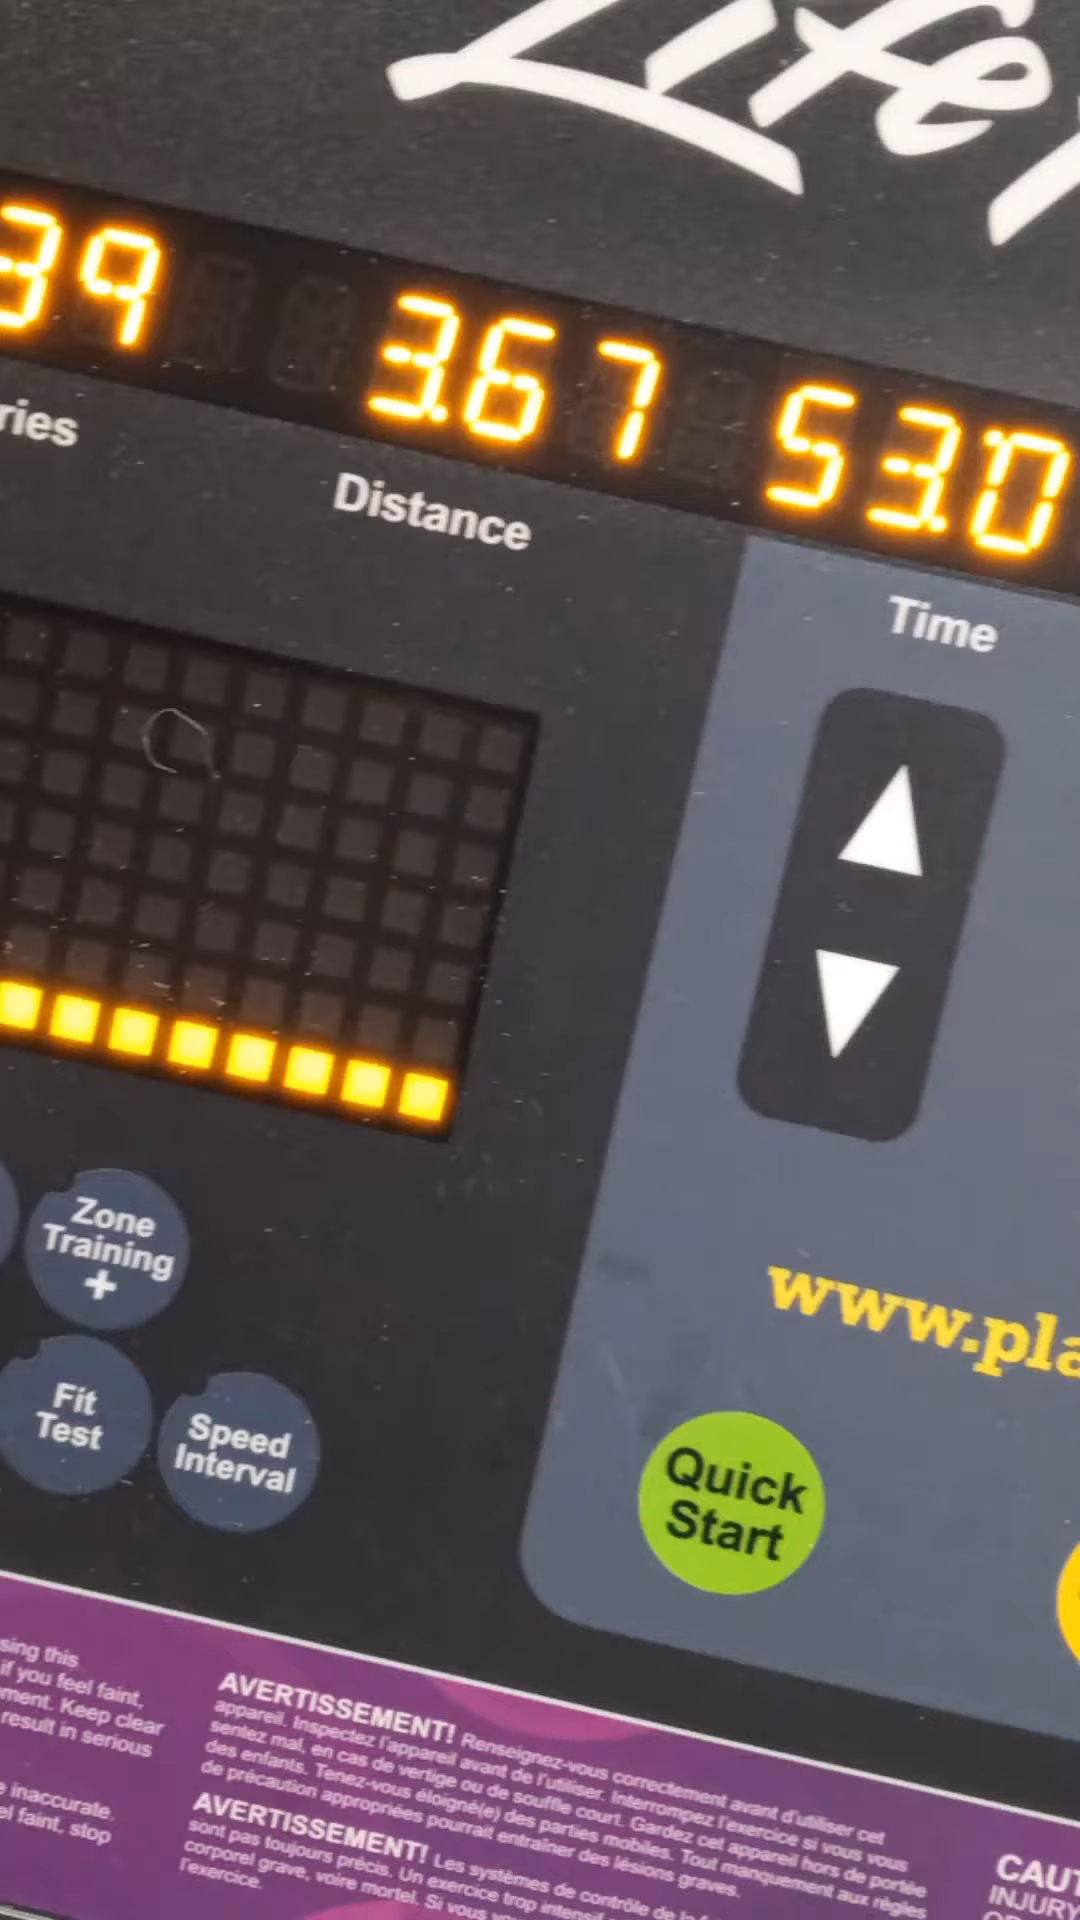 Life
39 3.67 53:0
ries
Distance
Time
Zone
Training
+
www.pla
Fit
Test
Speed
Interval
Quick
Start
sing this
if you feel faint,
ment. Keep clear
result in serious
e inaccurate.
el faint, stop
AVERTISSEMENT! Renseignez-vous correctement avant d'utiliser cet
appareil. Inspectez l'appareil avant de l'utiliser. Interrompez l'exercice si vous vous
sentez mal, en cas de vertige ou de souffle court. Gardez cet appareil hors de portée
des enfants. Tenez-vous éloigné(e) des parties mobiles. Tout manquement aux règles
de précaution appropriées pourrait entraîner des lésions graves.
AVERTISSEMENT! Les systèmes de contrôle de la
sont pas toujours précis. Un exercice trop intensif
corporel grave, voire mortel. Si vous
l'exercice.
CAUT
INJURY